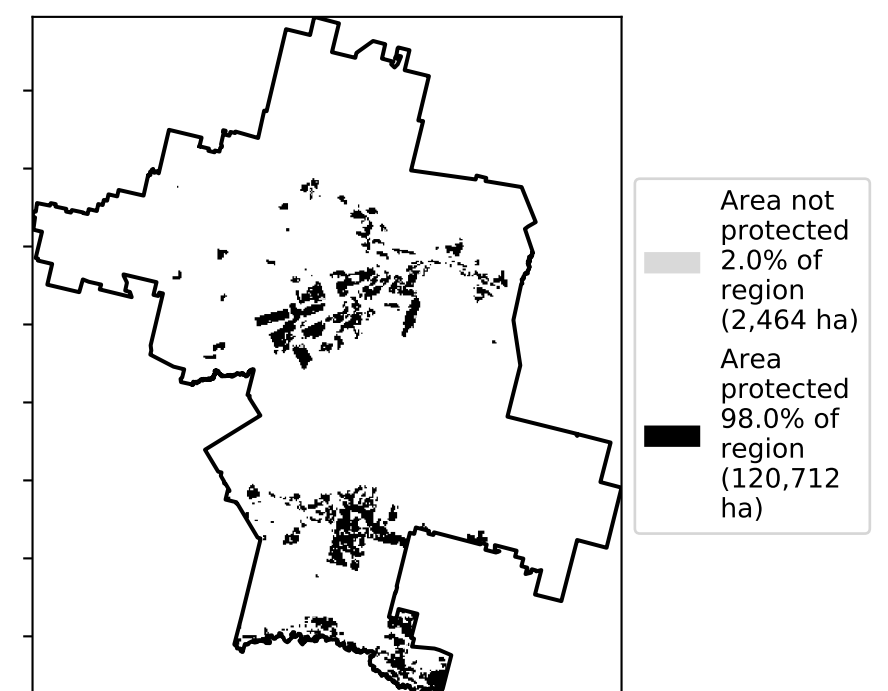 Area not
protected
2.0% of
region
(2,464 ha)
Area
protected
98.0% of
region
(120,712
ha)